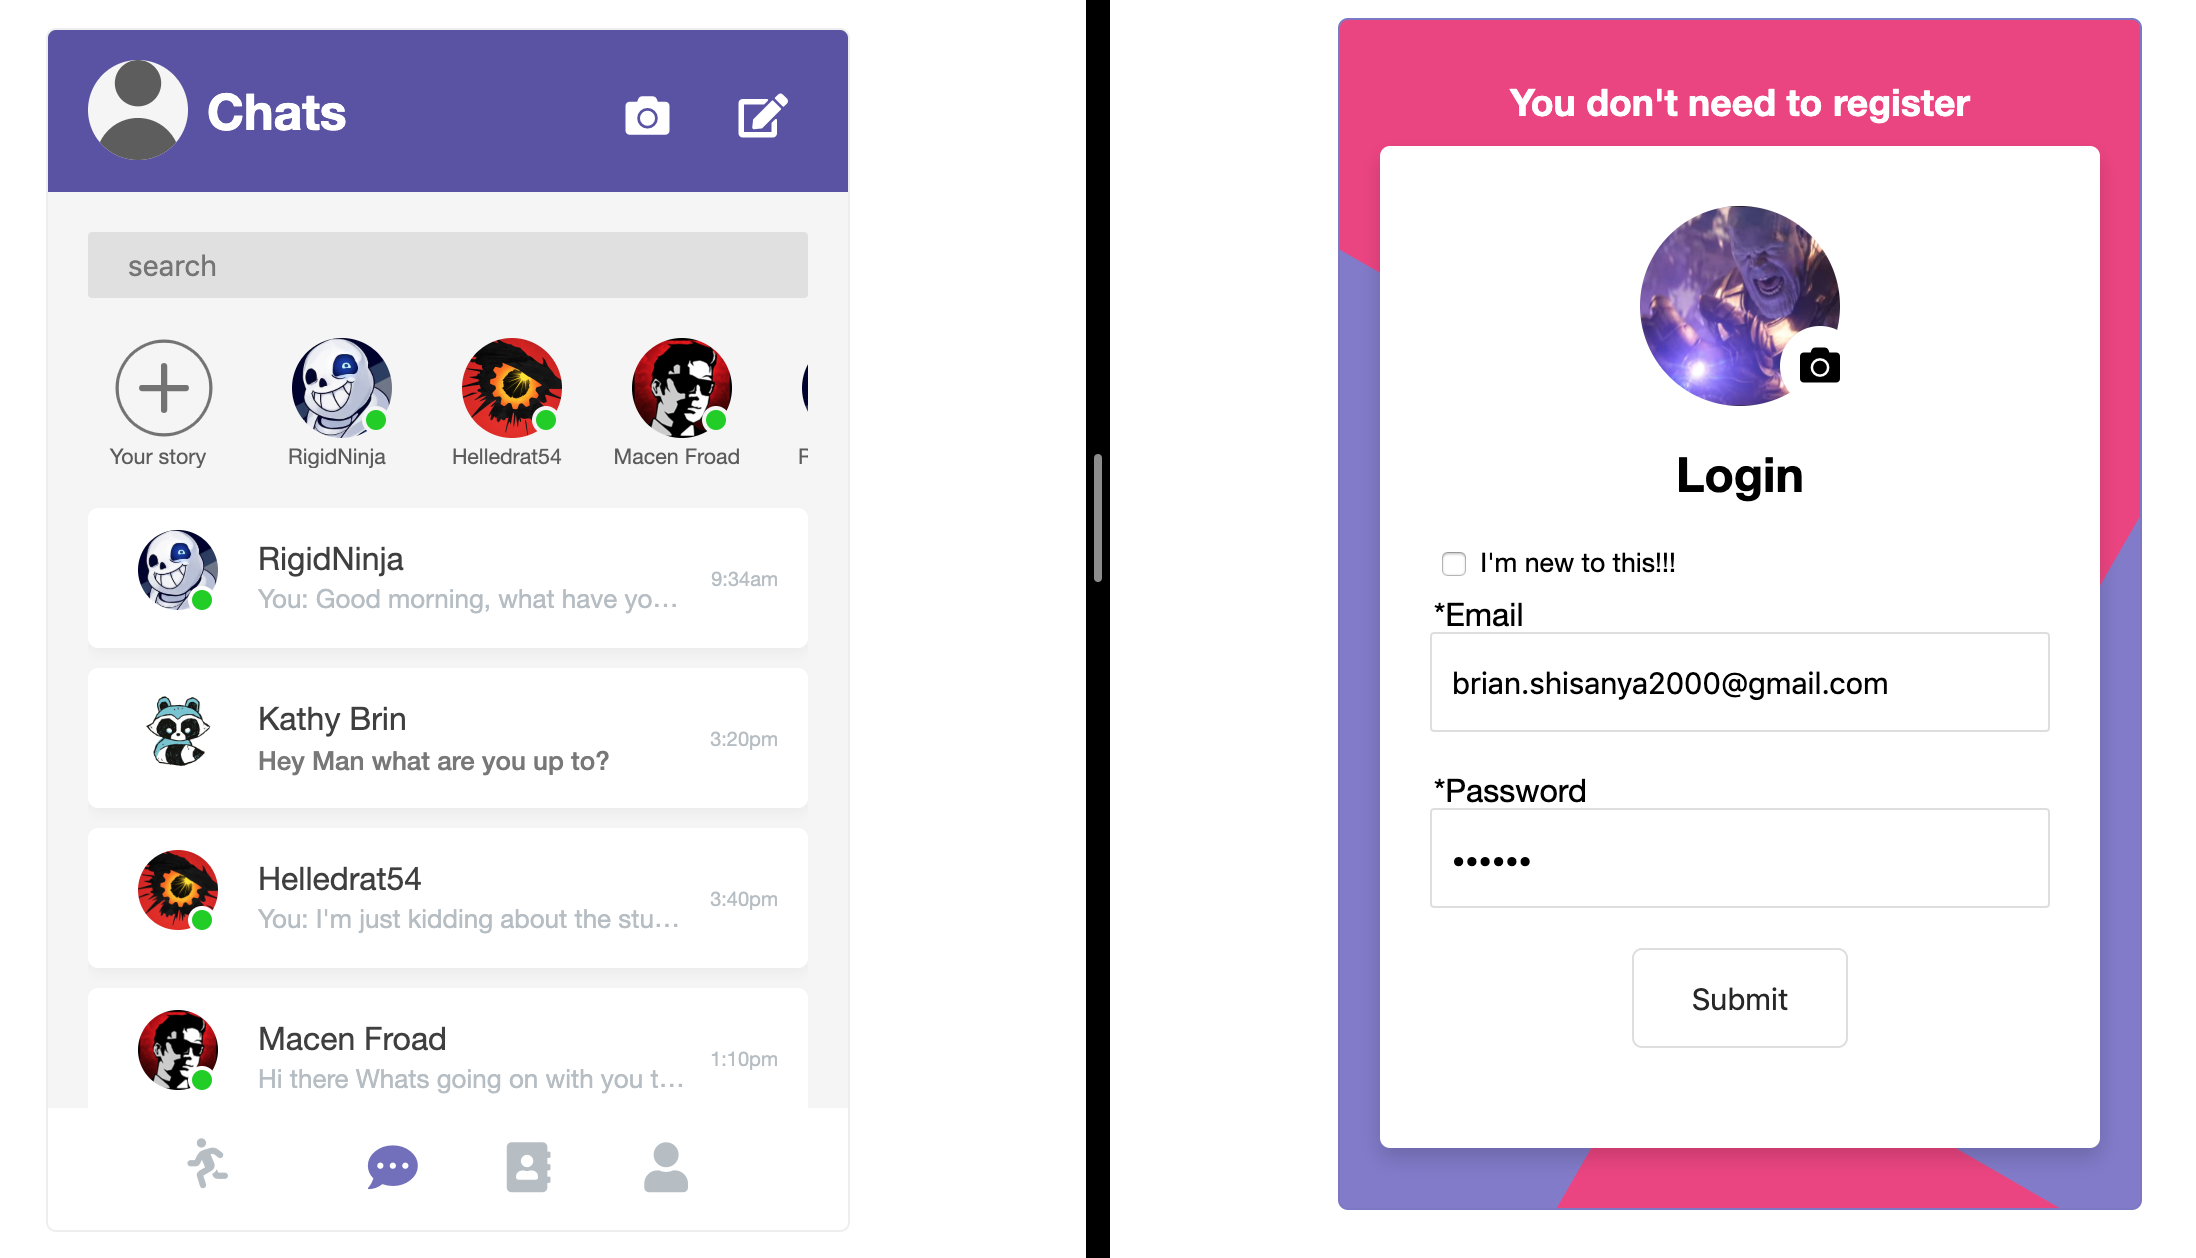 Chats
search
Your story
RigidNinja
Helledrat54
Macen Froad
F
RigidNinja
You: Good morning, what have yo...
9:34am
Kathy Brin
Hey Man what are you up to?
3:20pm
Helledrat54
You: I'm just kidding about the stu...
3:40pm
Macen Froad
Hi there Whats going on with you t...
1:10pm
You don't need to register
Login
I'm new to this!!!
*Email
brian.shisanya2000@gmail.com
*Password
••••••
Submit